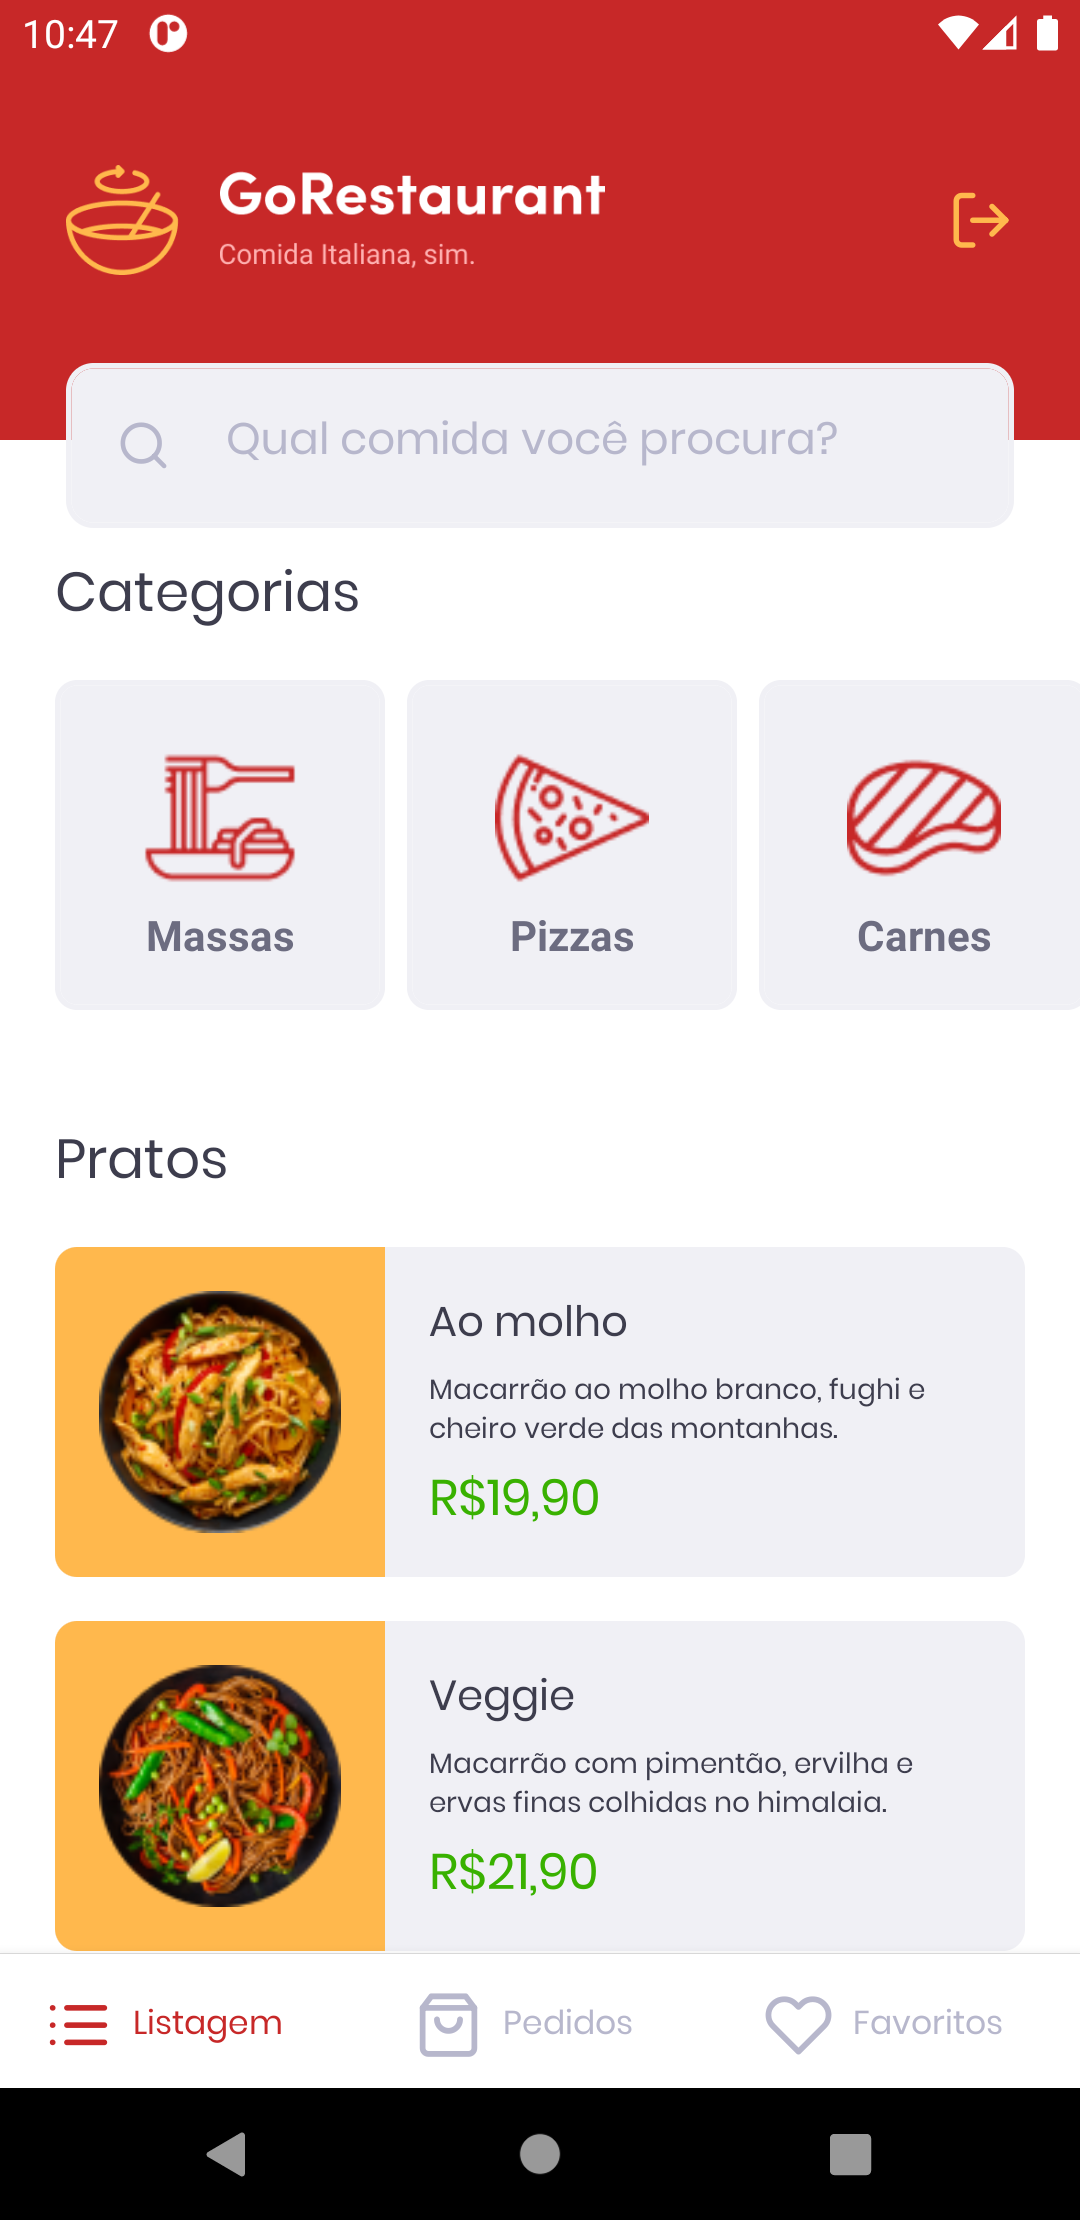 10:47
GoRestaurant
Comida Italiana, sim.
Qual comida você procura?
Categorias
Massas
Pizzas
Carnes
Pratos
Ao molho
Macarrão ao molho branco, fughi e
cheiro verde das montanhas.
R$19,90
Veggie
Macarrão com pimentão, ervilha e
ervas finas colhidas no himalaia.
R$21,90
Listagem
Pedidos
Favoritos